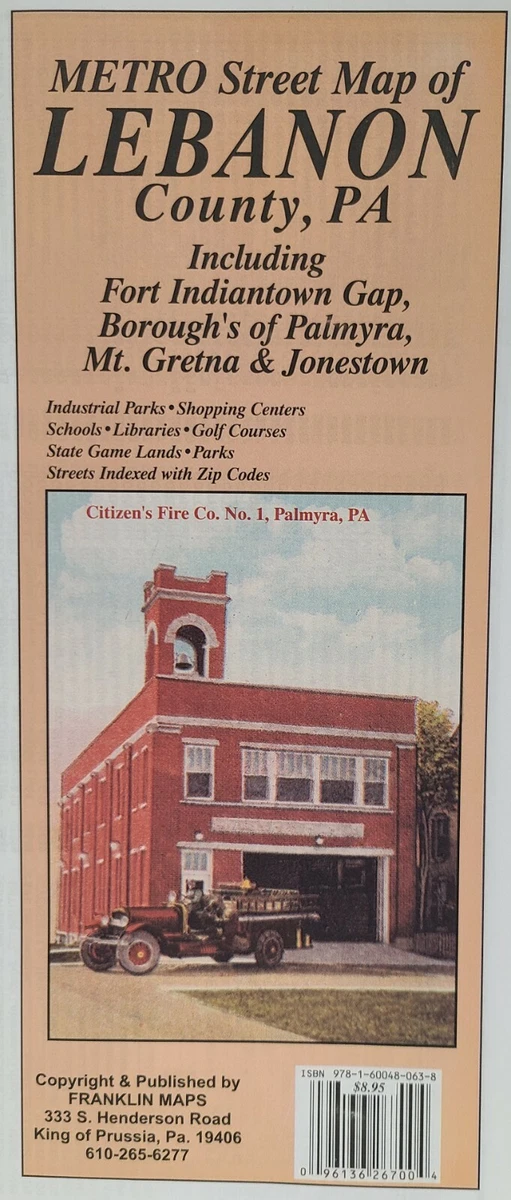 METRO Street Map of
LEBANON
County, PA
Including
Fort Indiantown Gap,
Borough's of Palmyra,
Mt. Gretna & Jonestown
Industrial Parks • Shopping Centers
Schools • Libraries • Golf Courses
State Game Lands • Parks
Streets Indexed with Zip Codes
Citizen's Fire Co. No. 1, Palmyra, PA
Copyright & Published by
FRANKLIN MAPS
333 S. Henderson Road
King of Prussia, Pa. 19406
610-265-6277
ISBN 978-1-60048-063-8
$8.95
0 96136 26700 4